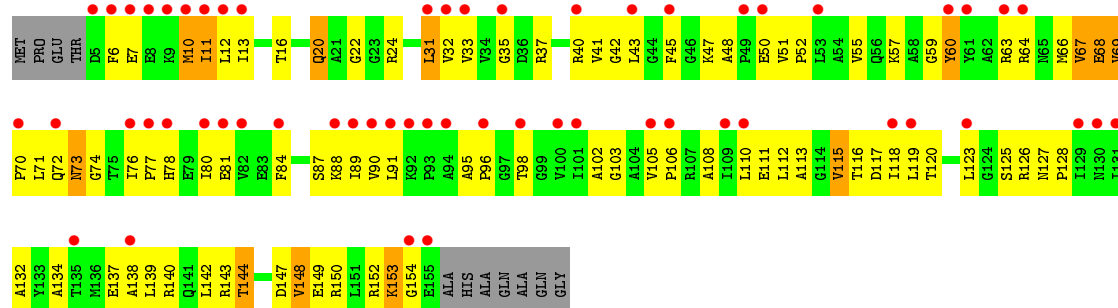 MET PRO GLU THR D5 F6 E7 E8 K9 M10 I11 L12 I13 T16 Q20 A21 G22 G23 R24 L31 V32 V33 V34 G35 D36 R37 R40 V41 G42 L43 G44 F45 G46 K47 A48 P49 E50 V51 P52 L53 A54 V55 Q56 K57 A58 G59 Y60 Y61 A62 R63 R64 N65 M66 V67 E68 V69
P70 L71 Q72 N73 G74 T75 I76 P77 H78 E79 I80 E81 V82 E83 F84 S87 K88 I89 V90 L91 K92 P93 A94 A95 P96 G97 T98 G99 V100 I101 A102 G103 A104 V105 P106 R107 A108 I109 L110 E111 L112 A113 G114 V115 T116 D117 I118 L119 T120 L123 G124 S125 R126 N127 P128 I129 N130 I131
A132 Y133 A134 T135 M136 E137 A138 L139 R140 Q141 L142 R143 T144 D147 V148 E149 R150 L151 R152 K153 G154 E155 ALA HIS ALA ALA GLN ALA GLN GLY